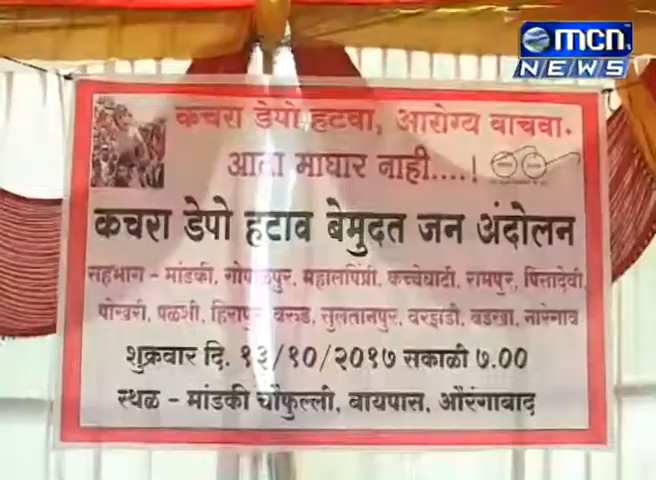 mcn
NEWS
कचरा डेपो हटवा, आरोग्य वाचवा.
आता माघार नाही....!
कचरा डेपो हटाव बेमुदत जन अंदोलन
सहभाग - मांडकी, गोपाळपुर, महालपिंप्री, कच्चेघाटी, रामपुर, पिसादेवी,
पोखरी, पळशी, हिरापुर, वरुड, सुलतानपुर, वरझडी, वडखा, नारेगाव
शुक्रवार दि. १३/१०/२०१७ सकाळी ७.००
स्थळ - मांडकी चौफुल्ली, बायपास, औरंगाबाद